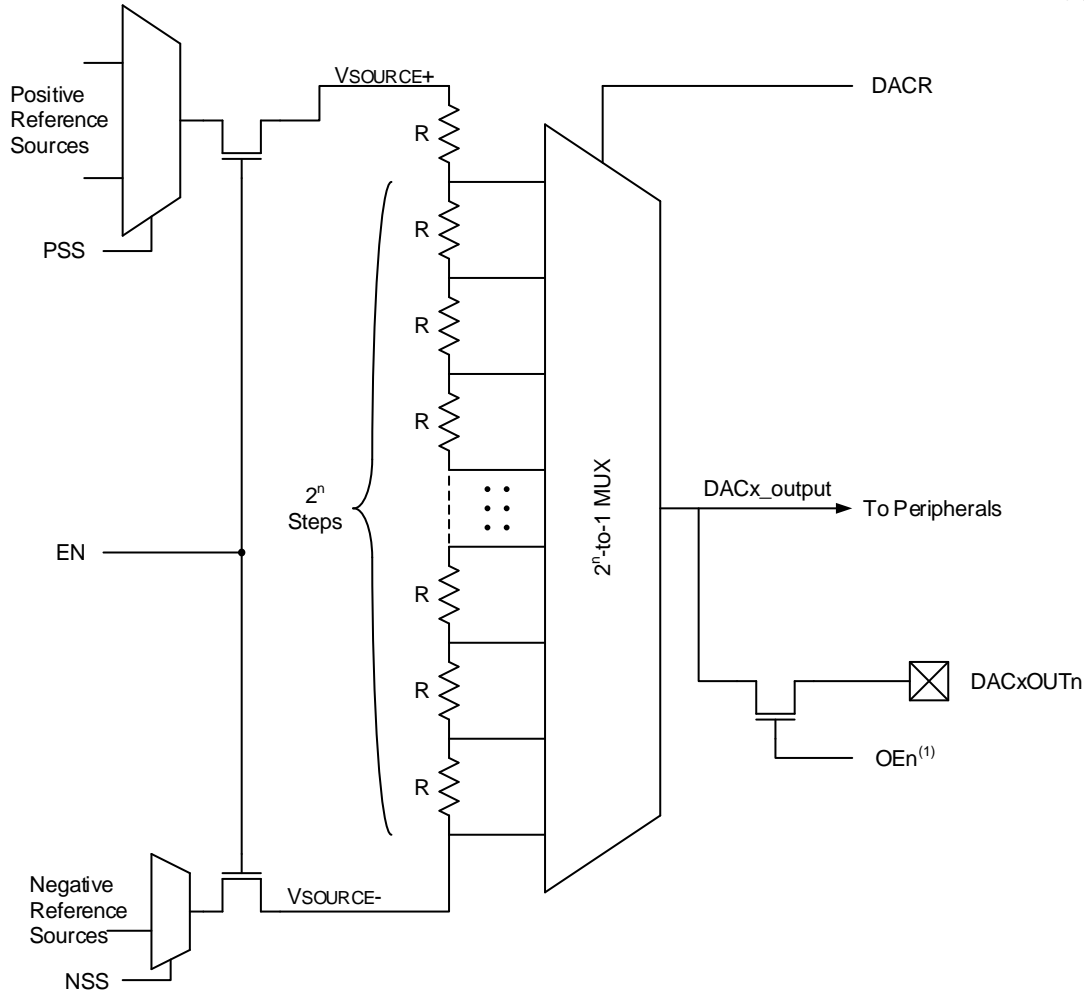 Positive
Reference
Sources
PSS
VSOURCE+
DACR
R
R
R
R
2ⁿ
Steps
EN
R
R
R
2ⁿ-to-1 MUX
DACx_output
To Peripherals
DACxOUTn
OEn⁽¹⁾
Negative
Reference
Sources
NSS
VSOURCE-